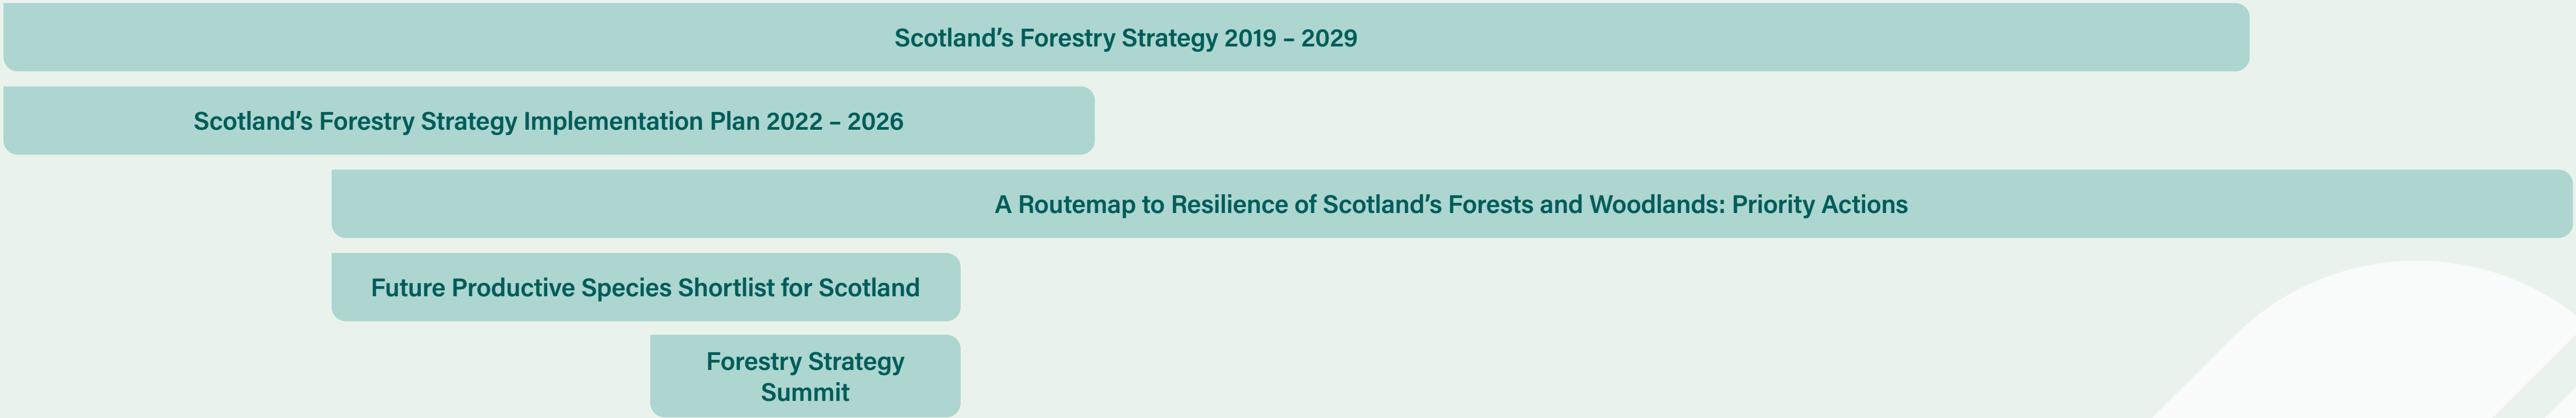 Scotland’s Forestry Strategy 2019 – 2029
Scotland’s Forestry Strategy Implementation Plan 2022 – 2026
A Routemap to Resilience of Scotland’s Forests and Woodlands: Priority Actions
Future Productive Species Shortlist for Scotland
Forestry Strategy
Summit